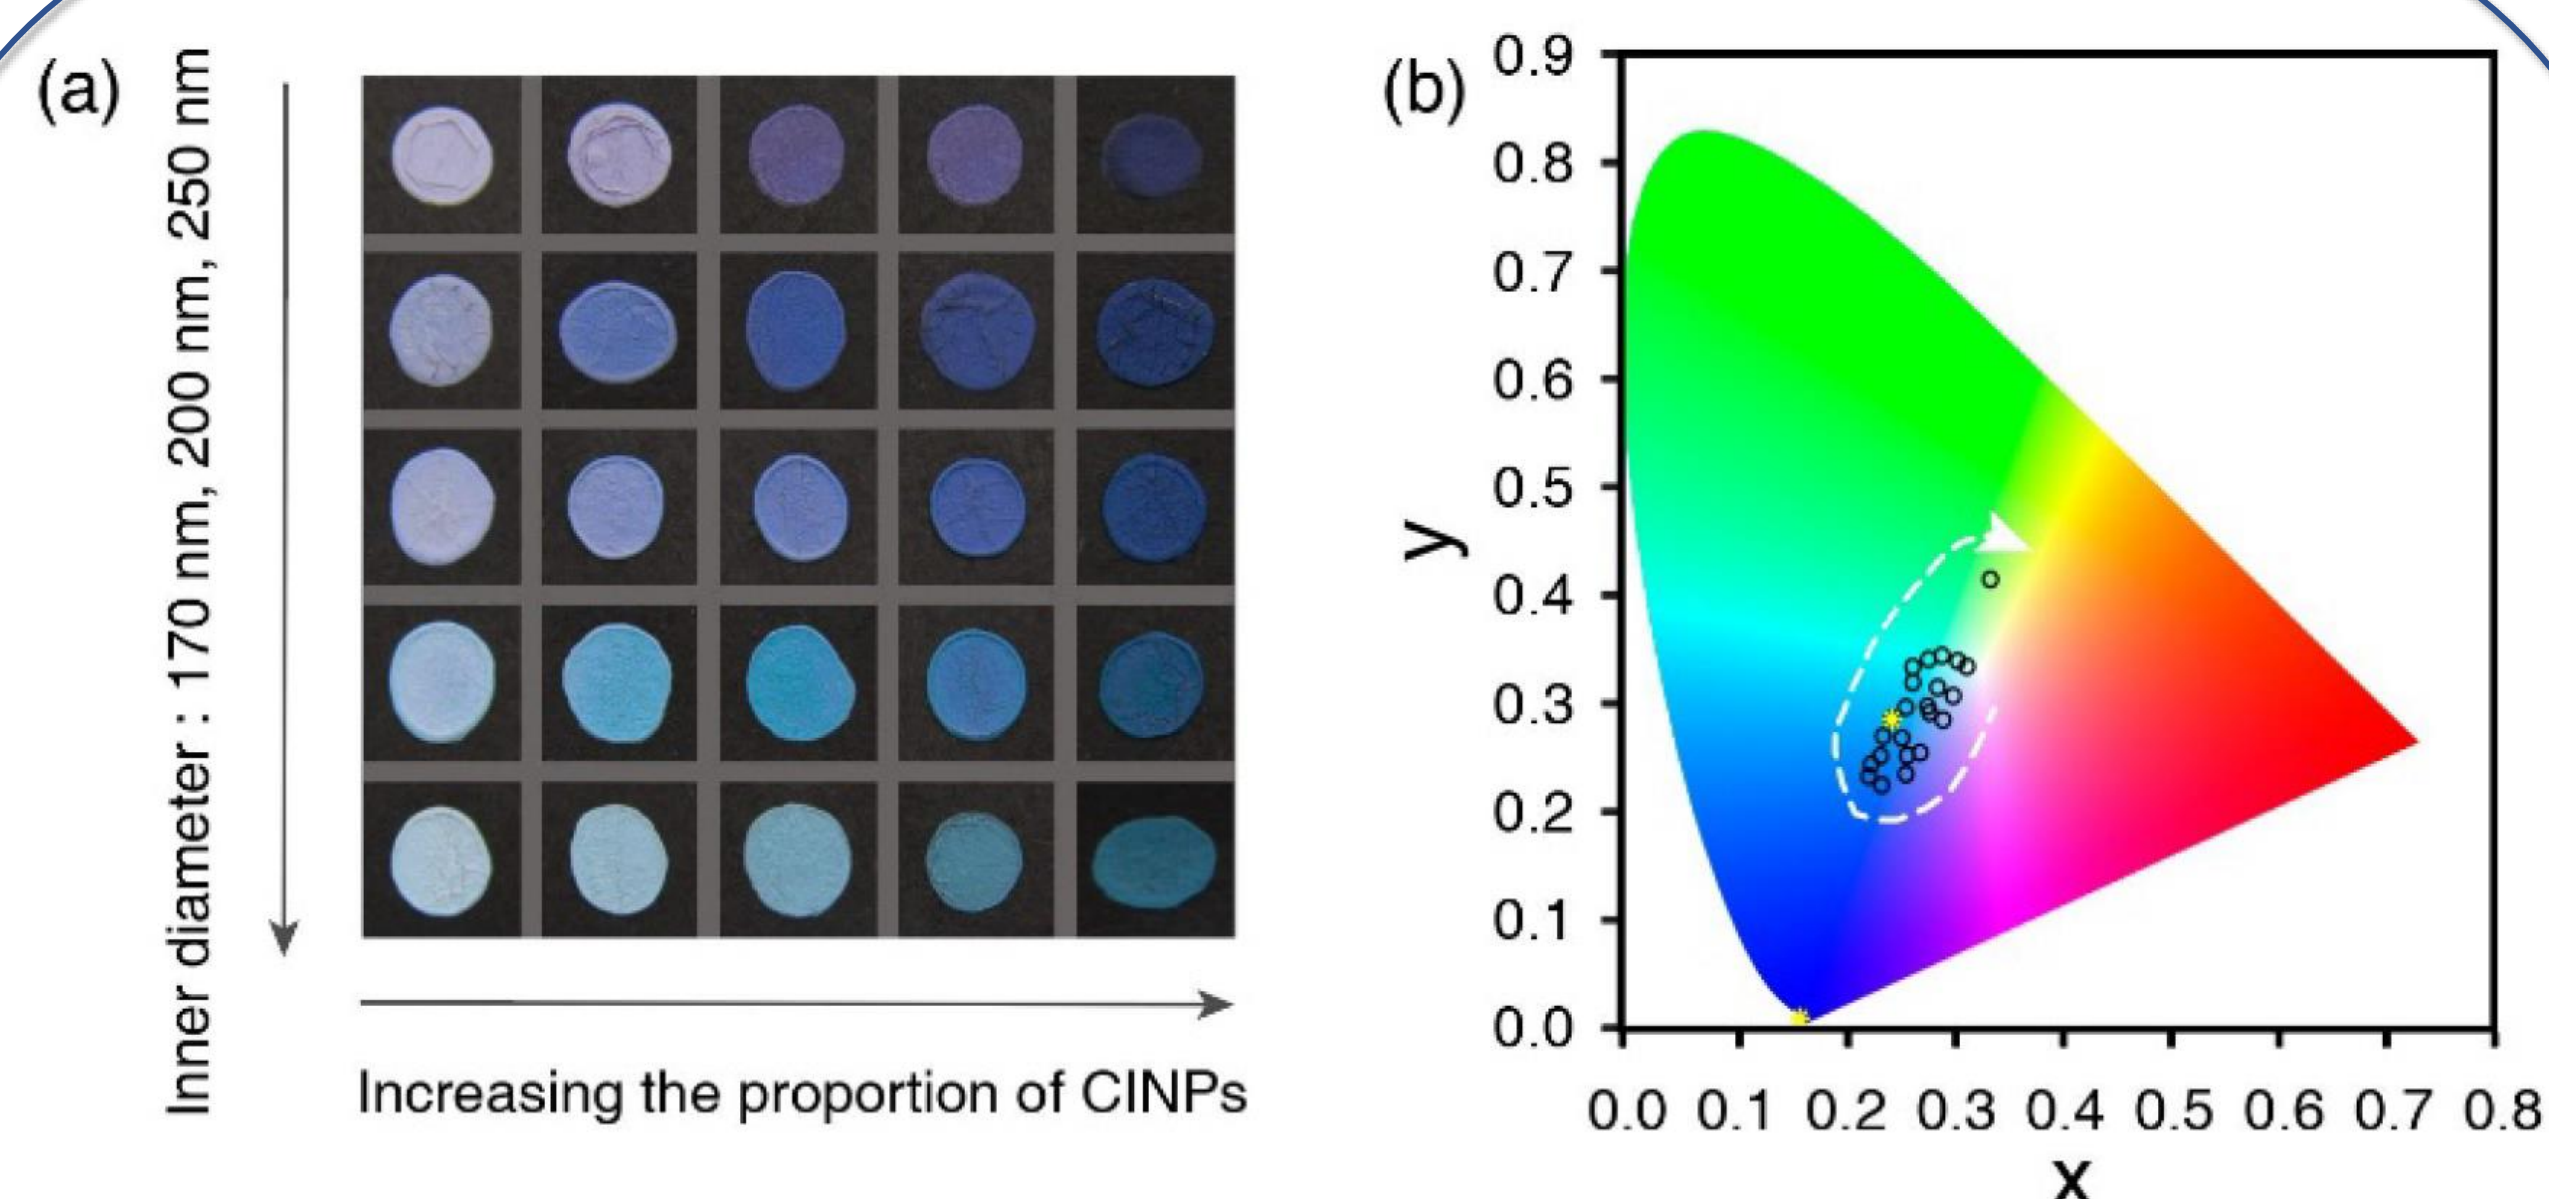 (a)
Inner diameter : 170 nm, 200 nm, 250 nm
Increasing the proportion of CINPs
(b)
0.9
0.8
0.7
0.6
0.5
0.4
0.3
0.2
0.1
0.0
y
0.0 0.1 0.2 0.3 0.4 0.5 0.6 0.7 0.8
x